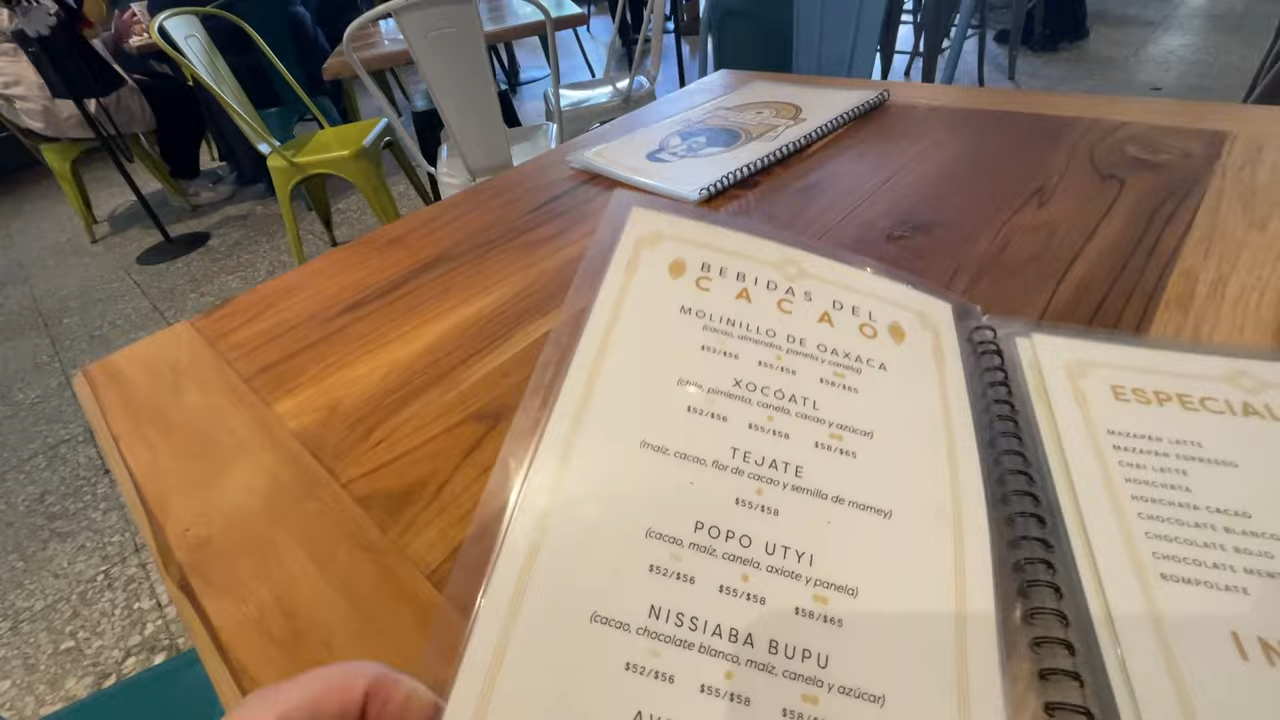 BEBIDAS DEL
CACAO
MOLINILLO DE OAXACA
(cacao, almendra, panela y canela)
$52/$56 $55/$58 $58/$65
XOCÓATL
(chile, pimienta, canela, cacao y azúcar)
$52/$56 $55/$58 $58/$65
TEJATE
(maíz, cacao, flor de cacao y semilla de mamey)
$55/$58
POPO UTYI
(cacao, maíz, canela, axiote y panela)
$52/$56 $55/$58 $58/$65
NISSIABA BUPU
(cacao, chocolate blanco, maíz, canela y azúcar)
$52/$56 $55/$58
ESPECIAL
MAZAPÁN LATTE
MAZAPÁN ESPRESSO
CHAI LATTE
HORCHATA
HORCHATA CACAO
CHOCOLATE BLANCO
CHOCOLATE ROJO
CHOCOLATE MENT
ROMPOLATE